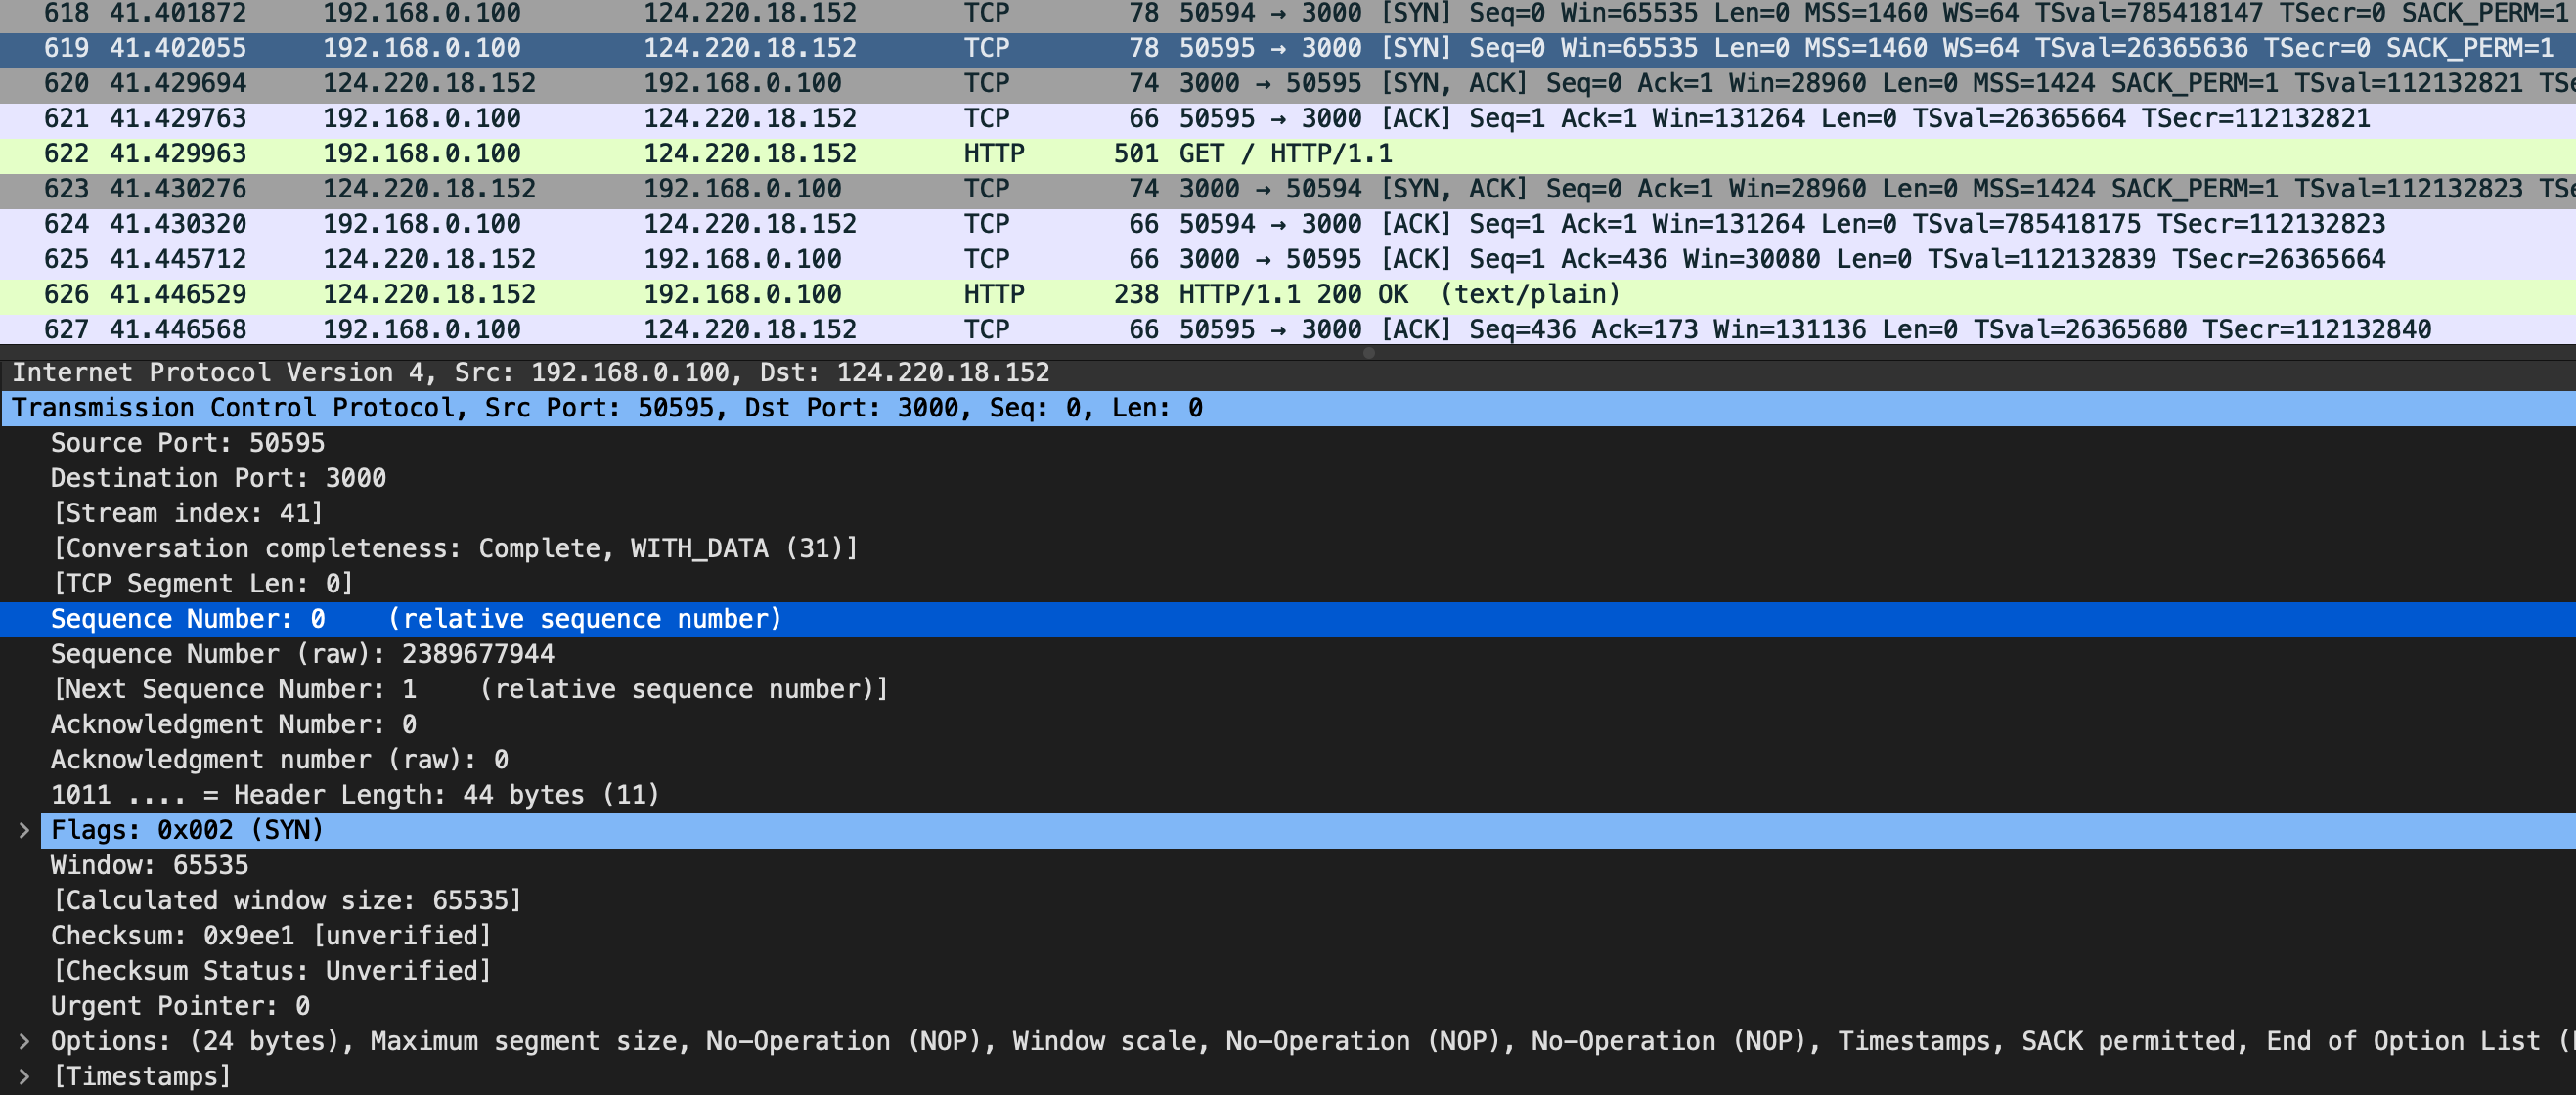 618 41.401872 192.168.0.100 124.220.18.152 TCP 78 50594 → 3000 [SYN] Seq=0 Win=65535 Len=0 MSS=1460 WS=64 TSval=785418147 TSecr=0 SACK_PERM=1
619 41.402055 192.168.0.100 124.220.18.152 TCP 78 50595 → 3000 [SYN] Seq=0 Win=65535 Len=0 MSS=1460 WS=64 TSval=26365636 TSecr=0 SACK_PERM=1
620 41.429694 124.220.18.152 192.168.0.100 TCP 74 3000 → 50595 [SYN, ACK] Seq=0 Ack=1 Win=28960 Len=0 MSS=1424 SACK_PERM=1 TSval=112132821
621 41.429763 192.168.0.100 124.220.18.152 TCP 66 50595 → 3000 [ACK] Seq=1 Ack=1 Win=131264 Len=0 TSval=26365664 TSecr=112132821
622 41.429963 192.168.0.100 124.220.18.152 HTTP 501 GET / HTTP/1.1
623 41.430276 124.220.18.152 192.168.0.100 TCP 74 3000 → 50594 [SYN, ACK] Seq=0 Ack=1 Win=28960 Len=0 MSS=1424 SACK_PERM=1 TSval=112132823
624 41.430320 192.168.0.100 124.220.18.152 TCP 66 50594 → 3000 [ACK] Seq=1 Ack=1 Win=131264 Len=0 TSval=785418175 TSecr=112132823
625 41.445712 124.220.18.152 192.168.0.100 TCP 66 3000 → 50595 [ACK] Seq=1 Ack=436 Win=30080 Len=0 TSval=112132839 TSecr=26365664
626 41.446529 124.220.18.152 192.168.0.100 HTTP 238 HTTP/1.1 200 OK (text/plain)
627 41.446568 192.168.0.100 124.220.18.152 TCP 66 50595 → 3000 [ACK] Seq=436 Ack=173 Win=131136 Len=0 TSval=26365680 TSecr=112132840
Internet Protocol Version 4, Src: 192.168.0.100, Dst: 124.220.18.152
Transmission Control Protocol, Src Port: 50595, Dst Port: 3000, Seq: 0, Len: 0
Source Port: 50595
Destination Port: 3000
[Stream index: 41]
[Conversation completeness: Complete, WITH_DATA (31)]
[TCP Segment Len: 0]
Sequence Number: 0 (relative sequence number)
Sequence Number (raw): 2389677944
[Next Sequence Number: 1 (relative sequence number)]
Acknowledgment Number: 0
Acknowledgment number (raw): 0
1011 .... = Header Length: 44 bytes (11)
Flags: 0x002 (SYN)
Window: 65535
[Calculated window size: 65535]
Checksum: 0x9ee1 [unverified]
[Checksum Status: Unverified]
Urgent Pointer: 0
Options: (24 bytes), Maximum segment size, No-Operation (NOP), Window scale, No-Operation (NOP), No-Operation (NOP), Timestamps, SACK permitted, End of Option List
[Timestamps]